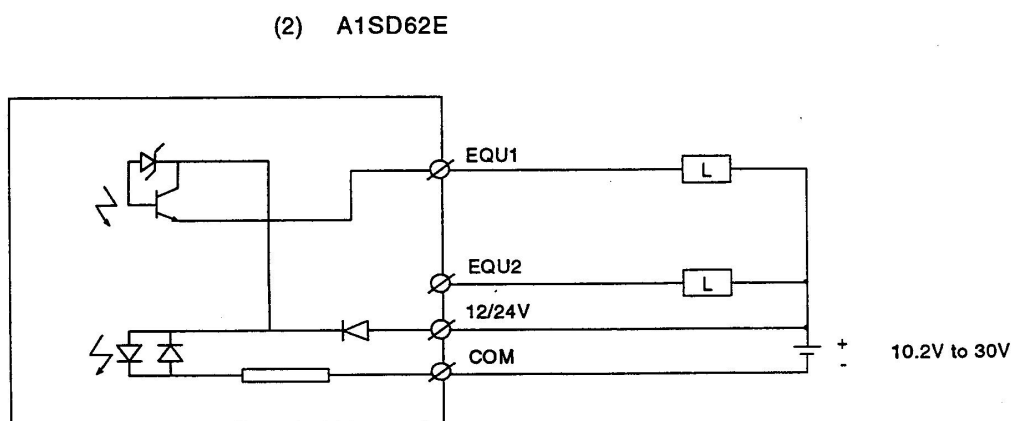 (2) A1SD62E
EQU1
L
EQU2
L
12/24V
COM
+
-
10.2V to 30V